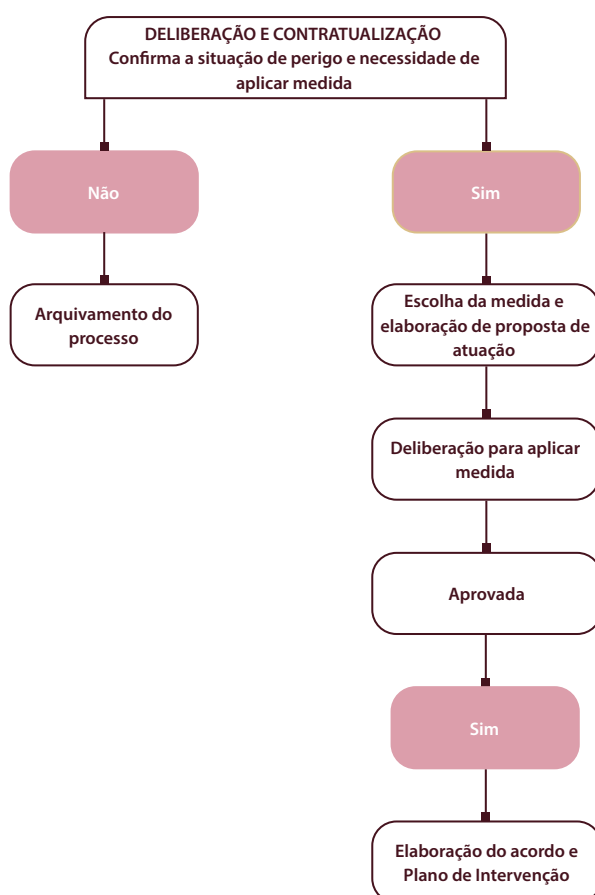 DELIBERAÇÃO E CONTRATUALIZAÇÃO
Confirma a situação de perigo e necessidade de
aplicar medida
Não
Sim
Arquivamento do
processo
Escolha da medida e
elaboração de proposta de
atuação
Deliberação para aplicar
medida
Aprovada
Sim
Elaboração do acordo e
Plano de Intervenção